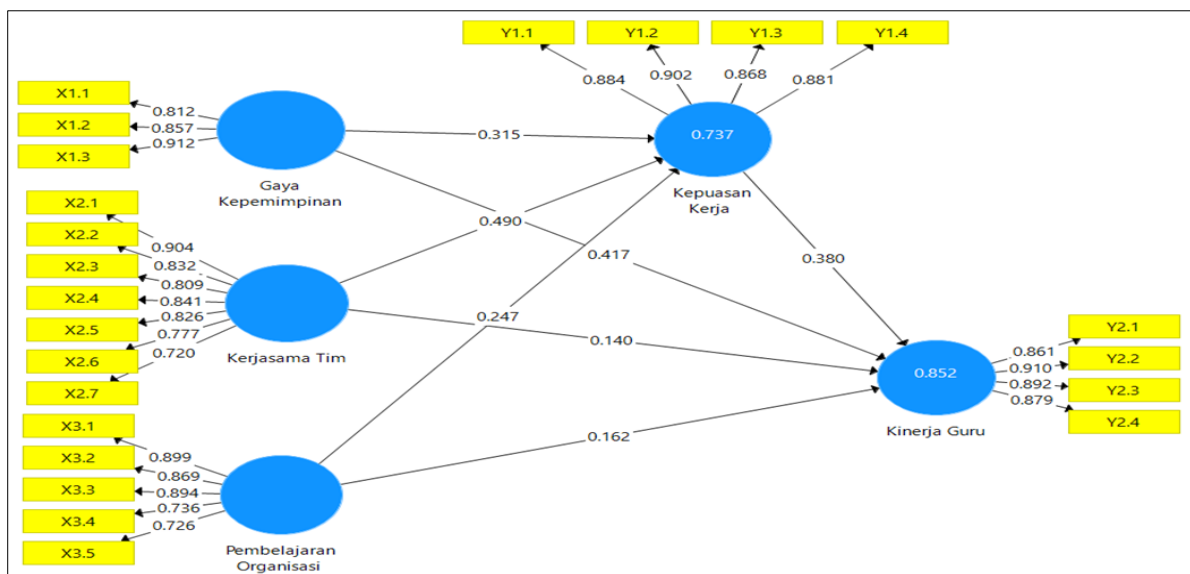 Y1.1
Y1.2
Y1.3
Y1.4
0.884
0.902
0.868
0.881
X1.1
X1.2
X1.3
0.812
0.857
0.912
Gaya
Kepemimpinan
0.315
0.737
Kepuasan
Kerja
X2.1
X2.2
X2.3
X2.4
X2.5
X2.6
X2.7
0.904
0.832
0.809
0.841
0.826
0.777
0.720
Kerjasama Tim
0.490
0.417
0.380
0.247
0.140
0.162
0.852
Kinerja Guru
Y2.1
Y2.2
Y2.3
Y2.4
0.861
0.910
0.892
0.879
X3.1
X3.2
X3.3
X3.4
X3.5
0.899
0.869
0.894
0.736
0.726
Pembelajaran
Organisasi